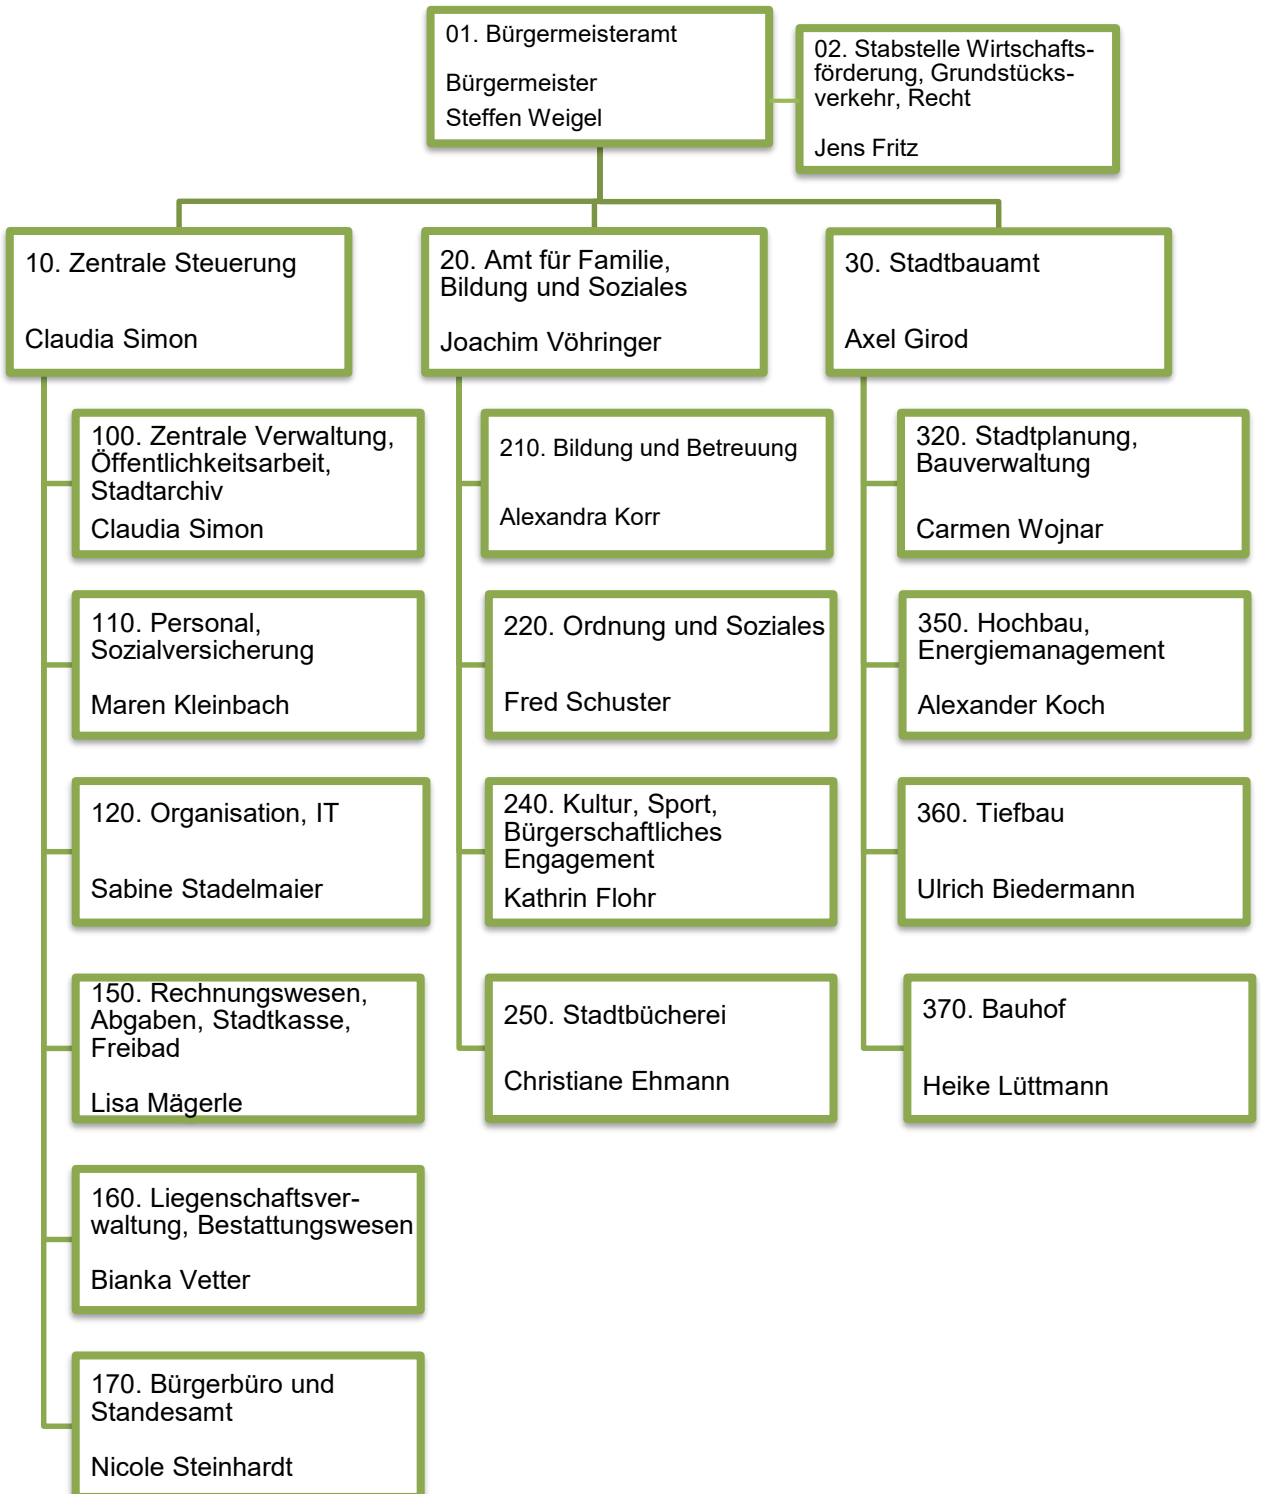 01. Bürgermeisteramt
Bürgermeister
Steffen Weigel
02. Stabstelle Wirtschafts-
förderung, Grundstücks-
verkehr, Recht
Jens Fritz
10. Zentrale Steuerung
Claudia Simon
100. Zentrale Verwaltung,
Öffentlichkeitsarbeit,
Stadtarchiv
Claudia Simon
110. Personal,
Sozialversicherung
Maren Kleinbach
120. Organisation, IT
Sabine Stadelmaier
150. Rechnungswesen,
Abgaben, Stadtkasse,
Freibad
Lisa Mägerle
160. Liegenschaftsver-
waltung, Bestattungswesen
Bianka Vetter
170. Bürgerbüro und
Standesamt
Nicole Steinhardt
20. Amt für Familie,
Bildung und Soziales
Joachim Vöhringer
210. Bildung und Betreuung
Alexandra Korr
220. Ordnung und Soziales
Fred Schuster
240. Kultur, Sport,
Bürgerschaftliches
Engagement
Kathrin Flohr
250. Stadtbücherei
Christiane Ehmann
30. Stadtbauamt
Axel Girod
320. Stadtplanung,
Bauverwaltung
Carmen Wojnar
350. Hochbau,
Energiemanagement
Alexander Koch
360. Tiefbau
Ulrich Biedermann
370. Bauhof
Heike Lüttmann